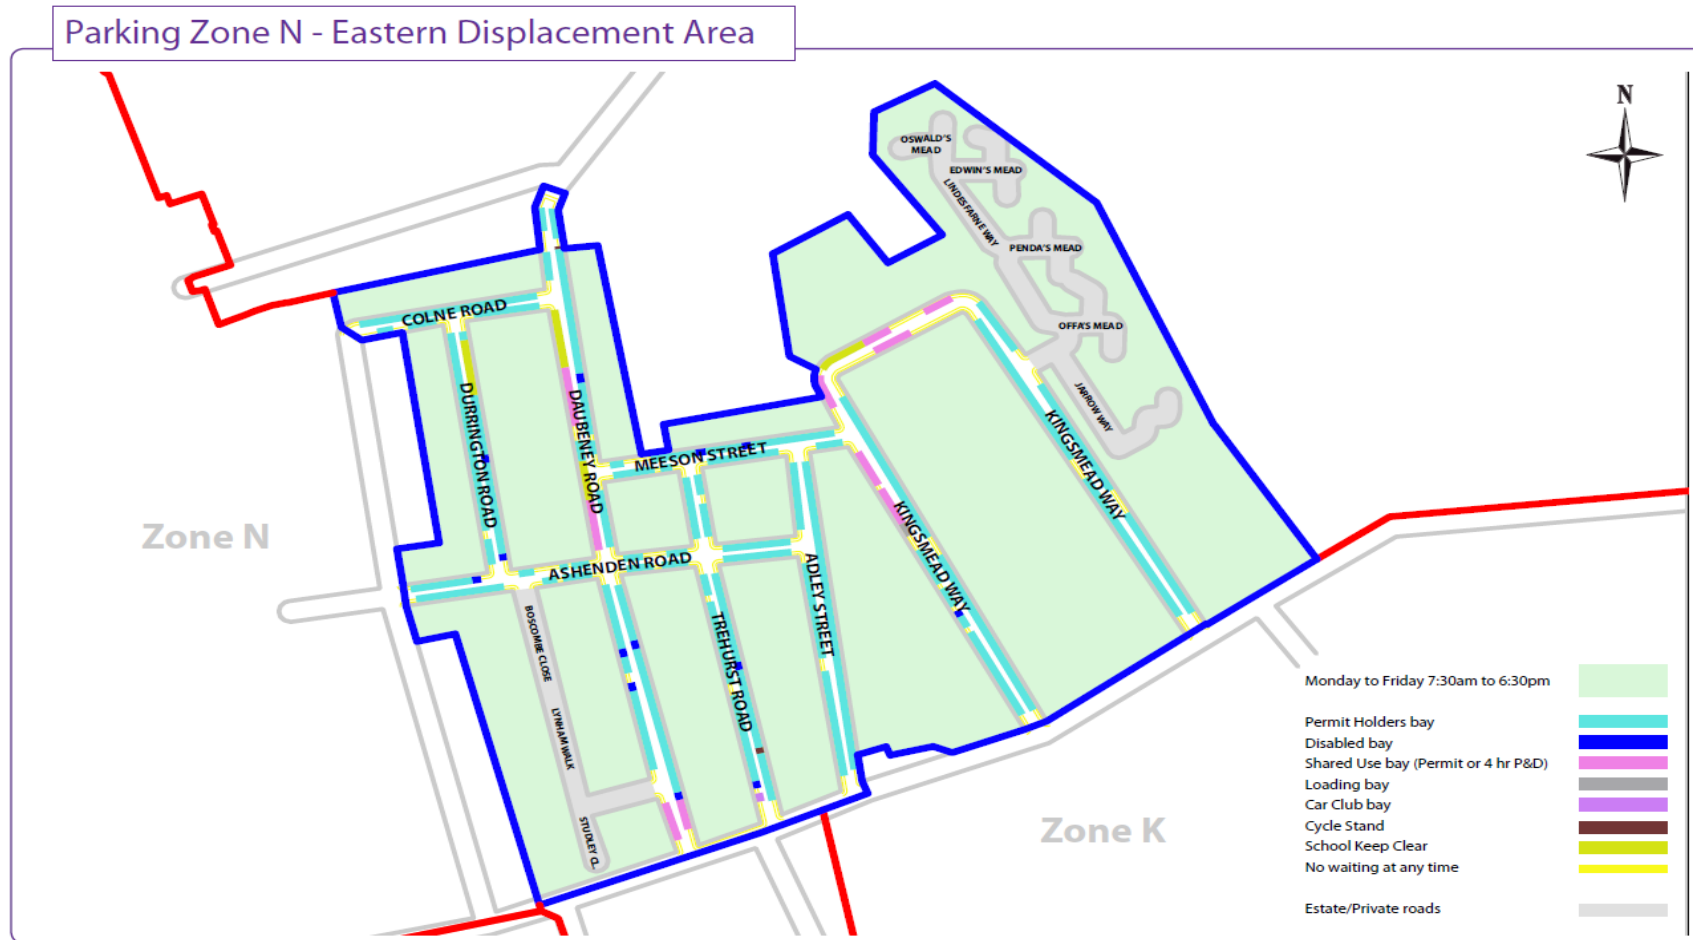 Parking Zone N - Eastern Displacement Area
N
OSWALD'S
MEAD
EDWIN'S MEAD
LINDESFARNE WAY
PENDA'S MEAD
OFFA'S MEAD
JARROW WAY
COLNE ROAD
DURRINGTON ROAD
DAUBENEY ROAD
MEESON STREET
KINGSMEAD WAY
KINGSMEAD WAY
Zone N
ASHENDEN ROAD
ADLEY STREET
TREHURST ROAD
BOSCOMBE CLOSE
LYNHAM WALK
STUDLEY CL.
Zone K
Monday to Friday 7:30am to 6:30pm
Permit Holders bay
Disabled bay
Shared Use bay (Permit or 4 hr P&D)
Loading bay
Car Club bay
Cycle Stand
School Keep Clear
No waiting at any time
Estate/Private roads